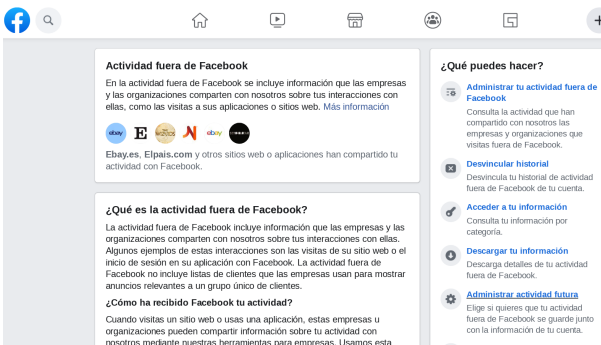 Actividad fuera de Facebook
En la actividad fuera de Facebook se incluye información que las empresas
y las organizaciones comparten con nosotros sobre tus interacciones con
ellas, como las visitas a sus aplicaciones o sitios web. Más información
ebay E ebay
Ebay.es, Elpais.com y otros sitios web o aplicaciones han compartido tu
actividad con Facebook.
¿Qué es la actividad fuera de Facebook?
La actividad fuera de Facebook incluye información que las empresas y las
organizaciones comparten con nosotros sobre tus interacciones con ellas.
Algunos ejemplos de estas interacciones son las visitas de su sitio web o el
inicio de sesión en su aplicación con Facebook. La actividad fuera de
Facebook no incluye listas de clientes que las empresas usan para mostrar
anuncios relevantes a un grupo único de clientes.
¿Cómo ha recibido Facebook tu actividad?
Cuando visitas un sitio web o usas una aplicación, estas empresas u
organizaciones pueden compartir información sobre tu actividad con
nosotros mediante nuestras herramientas para empresas. Usamos esta
¿Qué puedes hacer?
Administrar tu actividad fuera de
Facebook
Consulta la actividad que han
compartido con nosotros las
empresas y organizaciones que
visitas fuera de Facebook.
Desvincular historial
Desvincula tu historial de actividad
fuera de Facebook de tu cuenta.
Acceder a tu información
Consulta tu información por
categoría.
Descargar tu información
Descarga detalles de tu actividad
fuera de Facebook.
Administrar actividad futura
Elige si quieres que tu actividad
fuera de Facebook se guarde junto
con la información de tu cuenta.